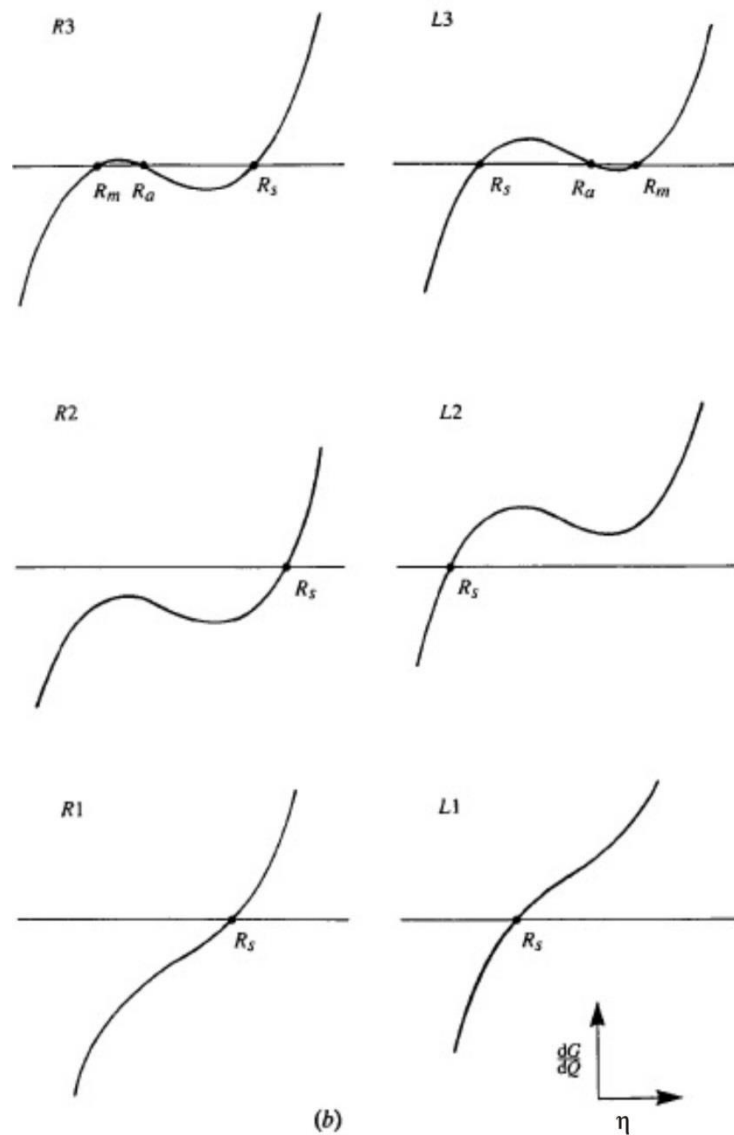 R3
L3
R_m R_a R_s
R_s R_a R_m
R2
L2
R_s
R_s
R1
L1
R_s
R_s
dG
dQ
η
(b)